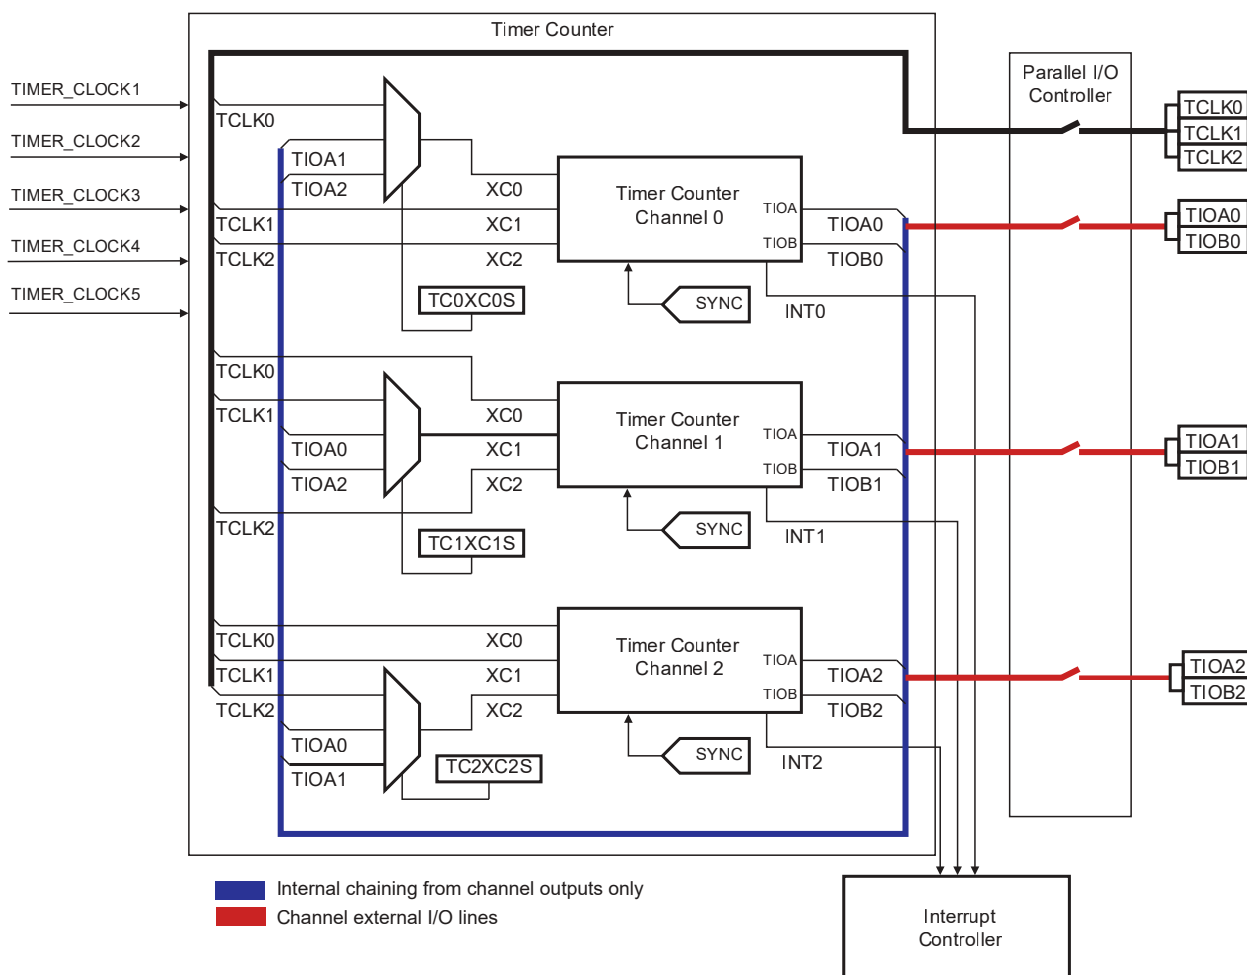 Timer Counter
Parallel I/O
Controller
TIMER_CLOCK1
TIMER_CLOCK2
TIMER_CLOCK3
TIMER_CLOCK4
TIMER_CLOCK5
TCLK0
TIOA1
TIOA2
TCLK1
TCLK2
XC0
XC1
XC2
Timer Counter
Channel 0
TIOA
TIOB
TIOA0
TIOB0
TC0XC0S
SYNC
INT0
TCLK0
TCLK1
TIOA0
TIOA2
TCLK2
XC0
XC1
XC2
Timer Counter
Channel 1
TIOA
TIOB
TIOA1
TIOB1
TC1XC1S
SYNC
INT1
TCLK0
TCLK1
TCLK2
TIOA0
TIOA1
XC0
XC1
XC2
Timer Counter
Channel 2
TIOA
TIOB
TIOA2
TIOB2
TC2XC2S
SYNC
INT2
TCLK0
TCLK1
TCLK2
TIOA0
TIOB0
TIOA1
TIOB1
TIOA2
TIOB2
Internal chaining from channel outputs only
Channel external I/O lines
Interrupt
Controller